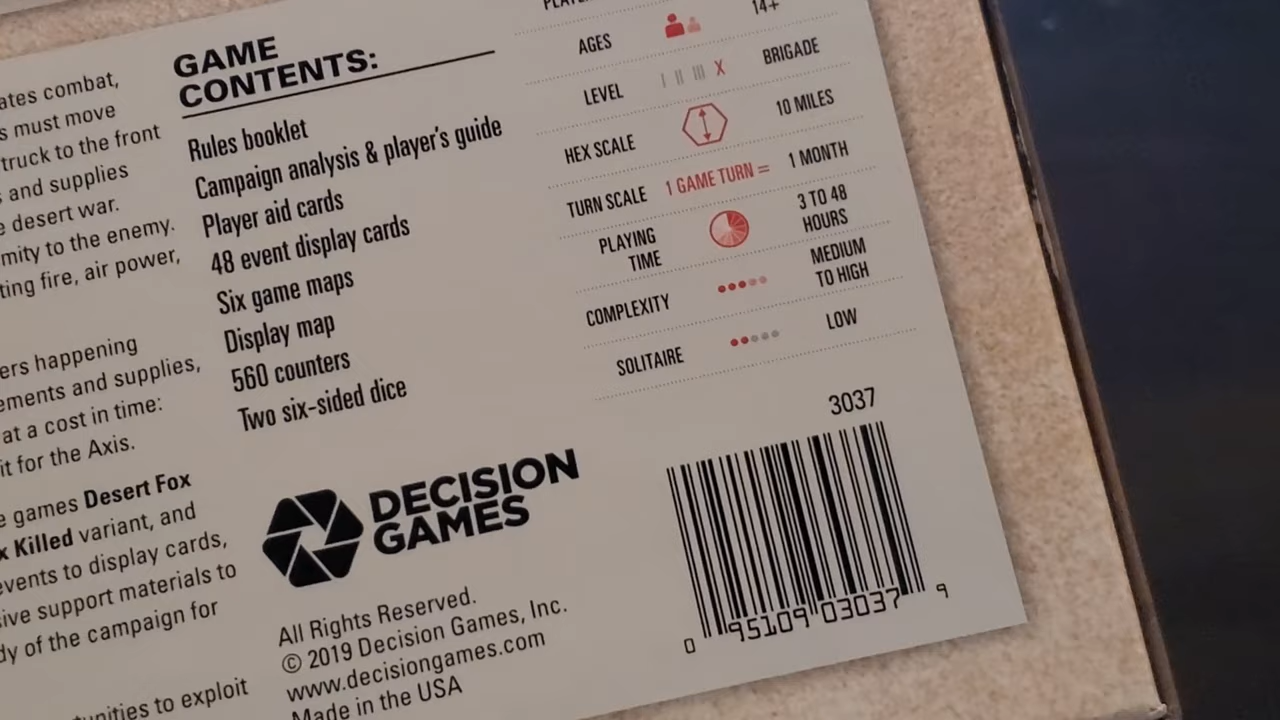 ates combat,
s must move
truck to the front
s and supplies
e desert war.
mity to the enemy.
ting fire, air power,
ers happening
ements and supplies,
at a cost in time:
it for the Axis.
e games Desert Fox
x Killed variant, and
events to display cards,
sive support materials to
dy of the campaign for
tunities to exploit
GAME
CONTENTS:
Rules booklet
Campaign analysis & player's guide
Player aid cards
48 event display cards
Six game maps
Display map
560 counters
Two six-sided dice
DECISION
GAMES
All Rights Reserved.
© 2019 Decision Games, Inc.
www.decisiongames.com
Made in the USA
AGES 14+
LEVEL I II III X BRIGADE
HEX SCALE 10 MILES
TURN SCALE 1 GAME TURN = 1 MONTH
PLAYING TIME 3 TO 48 HOURS
COMPLEXITY MEDIUM TO HIGH
SOLITAIRE LOW
3037
0 95109 03037 9